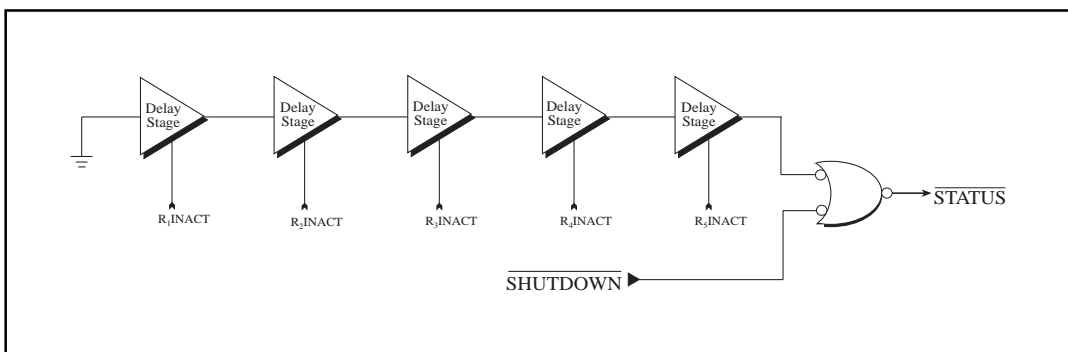 Delay
Stage
Delay
Stage
Delay
Stage
Delay
Stage
Delay
Stage
R₁INACT
R₂INACT
R₃INACT
R₄INACT
R₅INACT
STATUS
SHUTDOWN